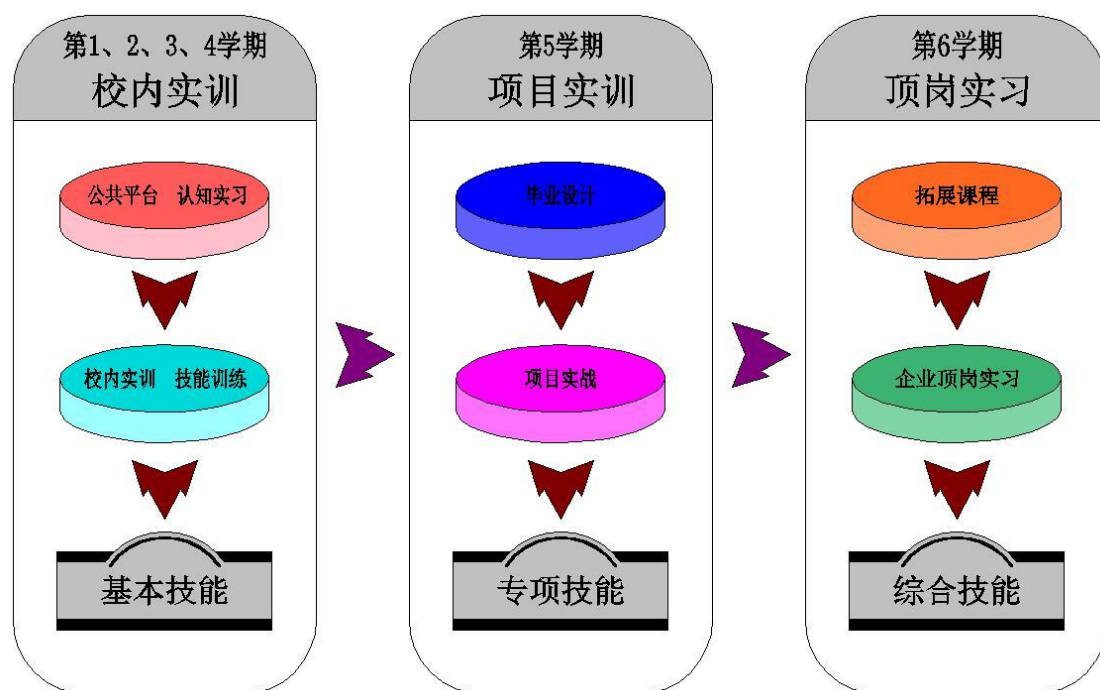 第1、2、3、4学期
校内实训
公共平台 认知实习
校内实训 技能训练
基本技能
第5学期
项目实训
毕业设计
项目实战
专项技能
第6学期
顶岗实习
拓展课程
企业顶岗实习
综合技能